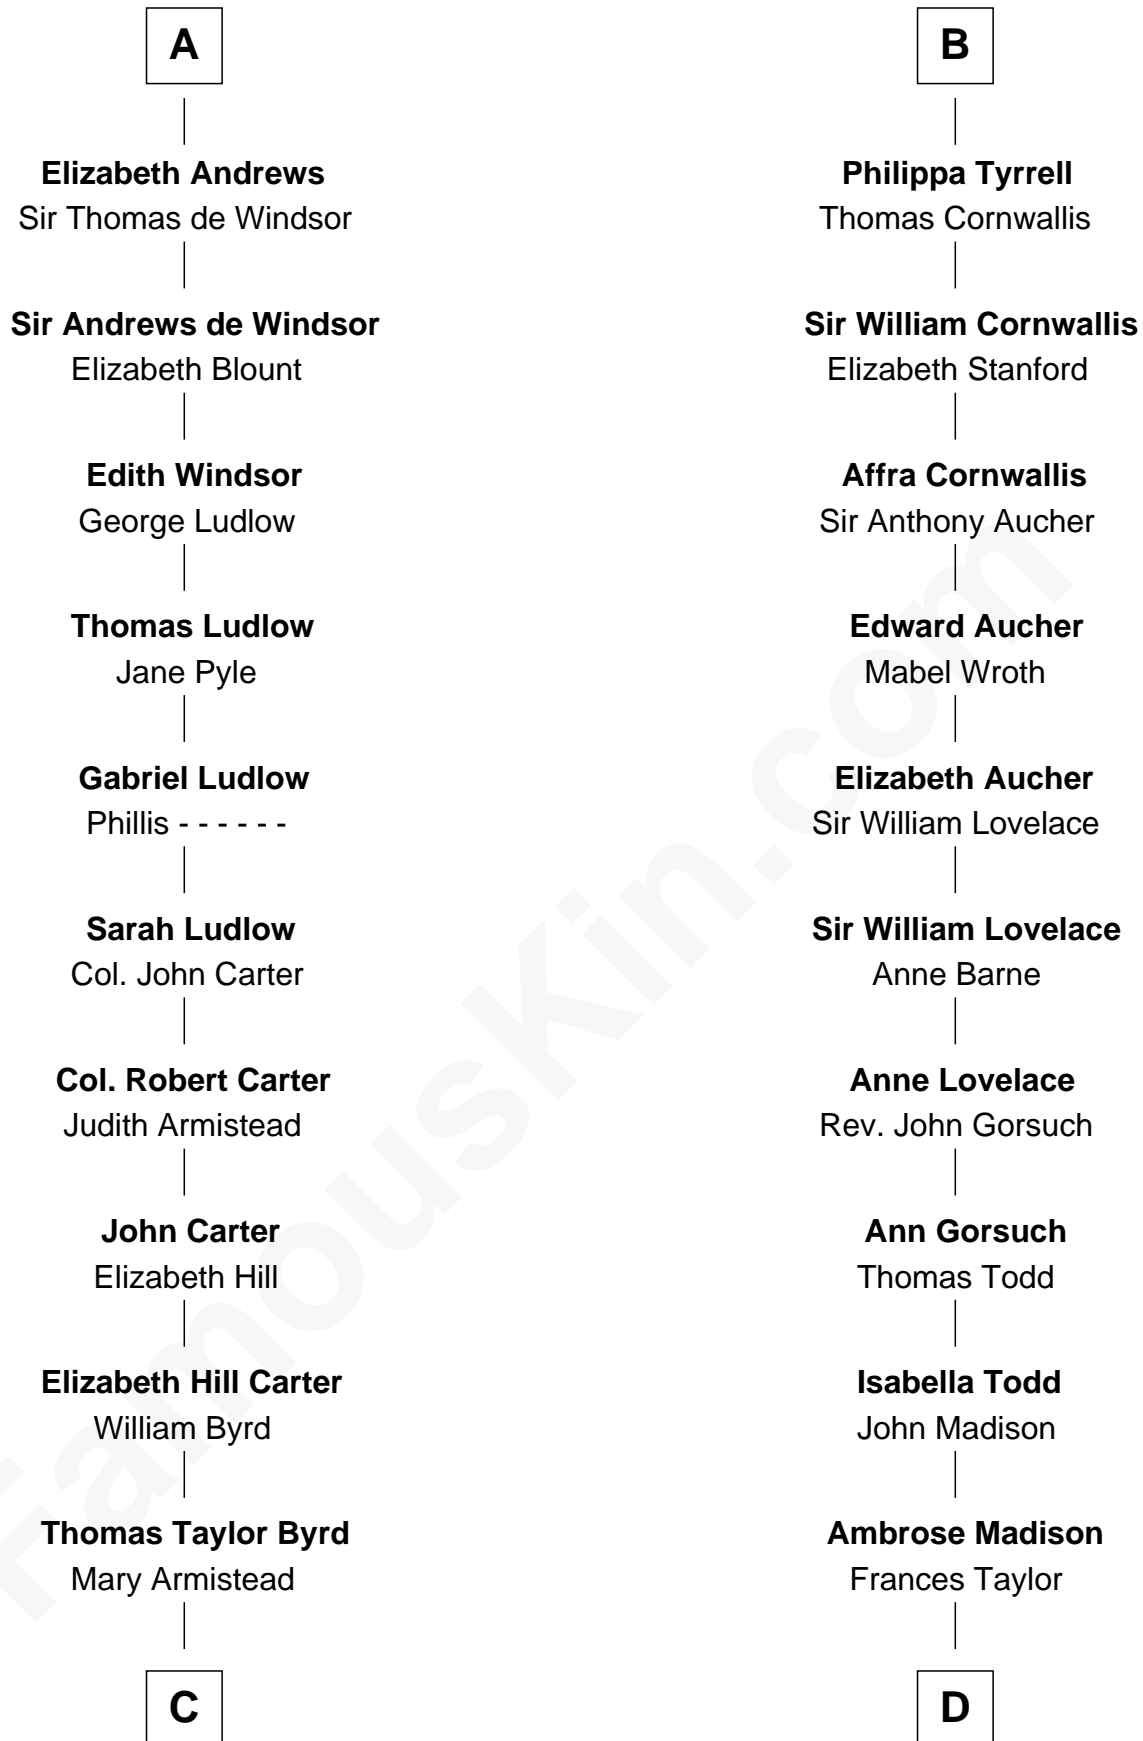 A
Elizabeth Andrews
Sir Thomas de Windsor
Sir Andrews de Windsor
Elizabeth Blount
Edith Windsor
George Ludlow
Thomas Ludlow
Jane Pyle
Gabriel Ludlow
Phillis - - - - - -
Sarah Ludlow
Col. John Carter
Col. Robert Carter
Judith Armistead
John Carter
Elizabeth Hill
Elizabeth Hill Carter
William Byrd
Thomas Taylor Byrd
Mary Armistead
C
B
Philippa Tyrrell
Thomas Cornwallis
Sir William Cornwallis
Elizabeth Stanford
Affra Cornwallis
Sir Anthony Aucher
Edward Aucher
Mabel Wroth
Elizabeth Aucher
Sir William Lovelace
Sir William Lovelace
Anne Barne
Anne Lovelace
Rev. John Gorsuch
Ann Gorsuch
Thomas Todd
Isabella Todd
John Madison
Ambrose Madison
Frances Taylor
D
FamousKin.com